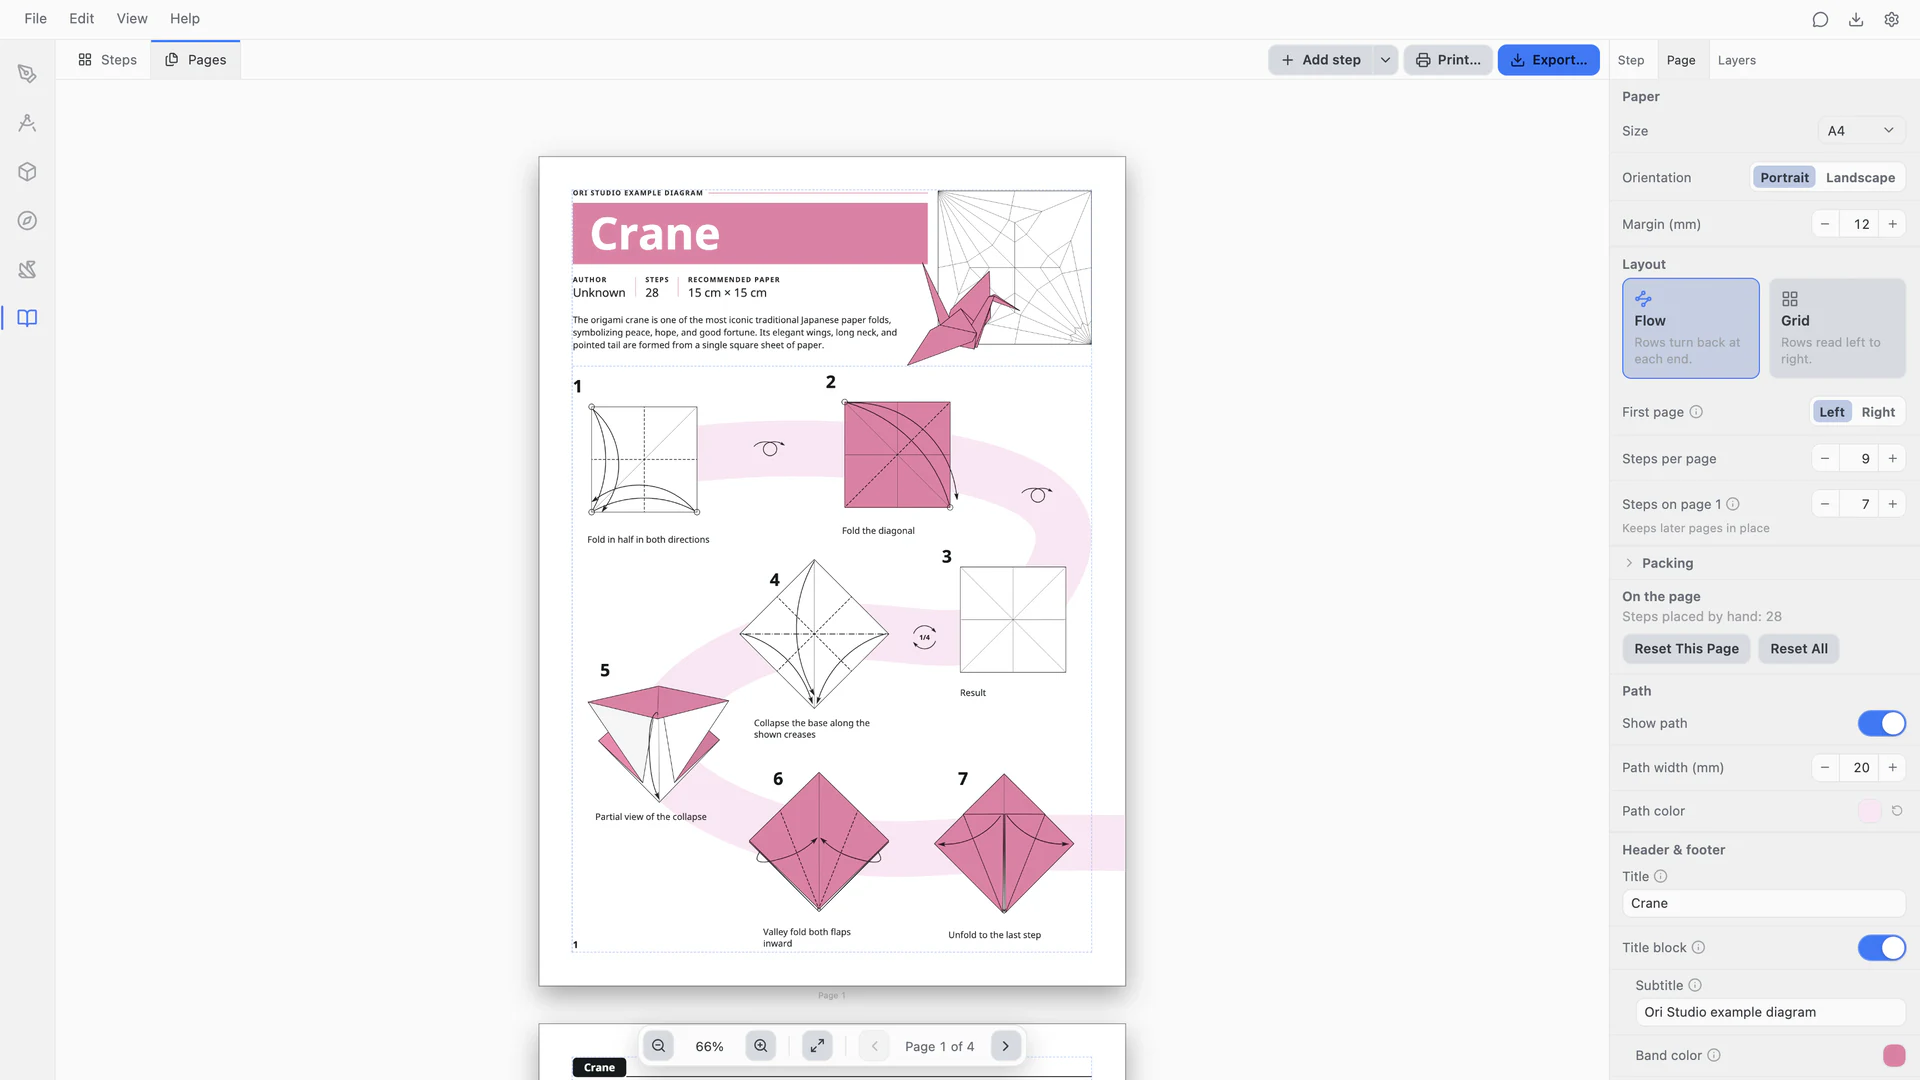 File Edit View Help
Steps Pages
Add step Print... Export...
Step Page Layers
ORI STUDIO EXAMPLE DIAGRAM
Crane
AUTHOR STEPS RECOMMENDED PAPER
Unknown 28 15 cm × 15 cm
The origami crane is one of the most iconic traditional Japanese paper folds,
symbolizing peace, hope, and good fortune. Its elegant wings, long neck, and
pointed tail are formed from a single square sheet of paper.
1
Fold in half in both directions
2
Fold the diagonal
3
Result
4
1/4
Collapse the base along the
shown creases
5
Partial view of the collapse
6
Valley fold both flaps
inward
7
Unfold to the last step
1
Page 1
66% Page 1 of 4
Crane
Paper
Size A4
Orientation Portrait Landscape
Margin (mm) 12
Layout
Flow
Rows turn back at
each end.
Grid
Rows read left to
right.
First page Left Right
Steps per page 9
Steps on page 1 7
Keeps later pages in place
Packing
On the page
Steps placed by hand: 28
Reset This Page Reset All
Path
Show path
Path width (mm) 20
Path color
Header & footer
Title
Crane
Title block
Subtitle
Ori Studio example diagram
Band color